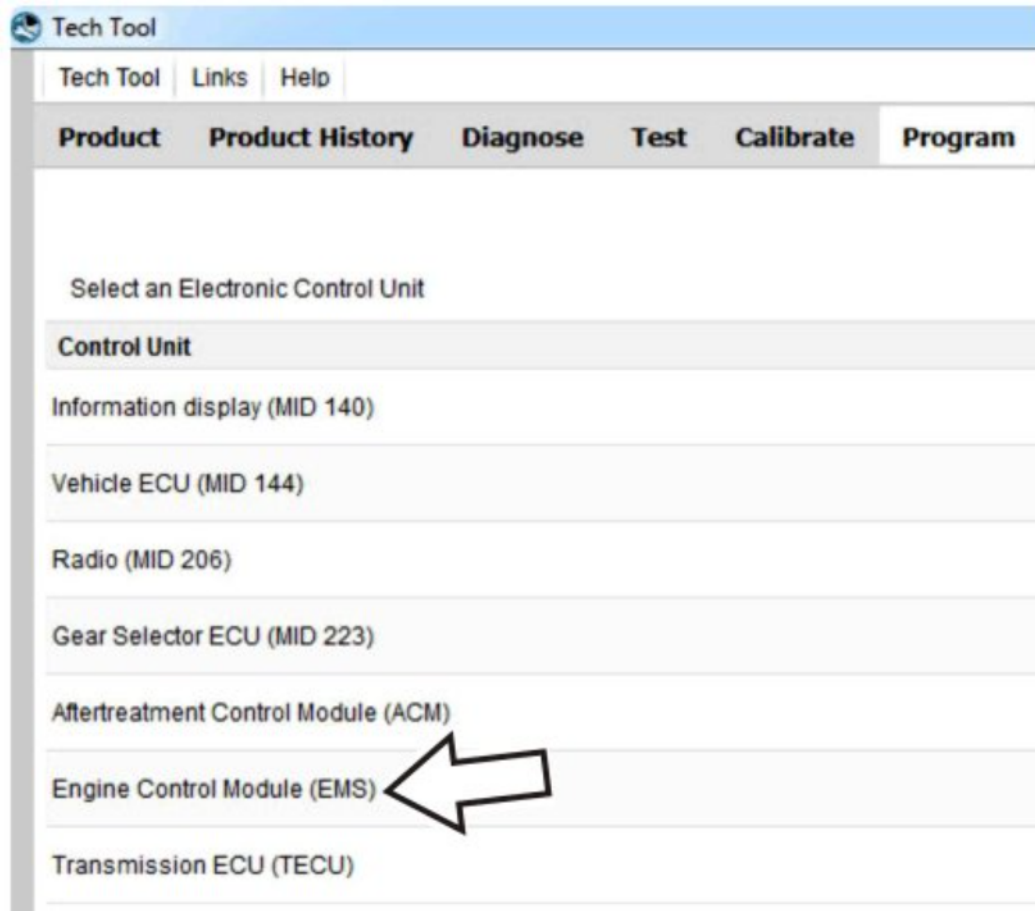 Tech Tool
Tech Tool Links Help
Product Product History Diagnose Test Calibrate Program
Select an Electronic Control Unit
Control Unit
Information display (MID 140)
Vehicle ECU (MID 144)
Radio (MID 206)
Gear Selector ECU (MID 223)
Aftertreatment Control Module (ACM)
Engine Control Module (EMS)
Transmission ECU (TECU)